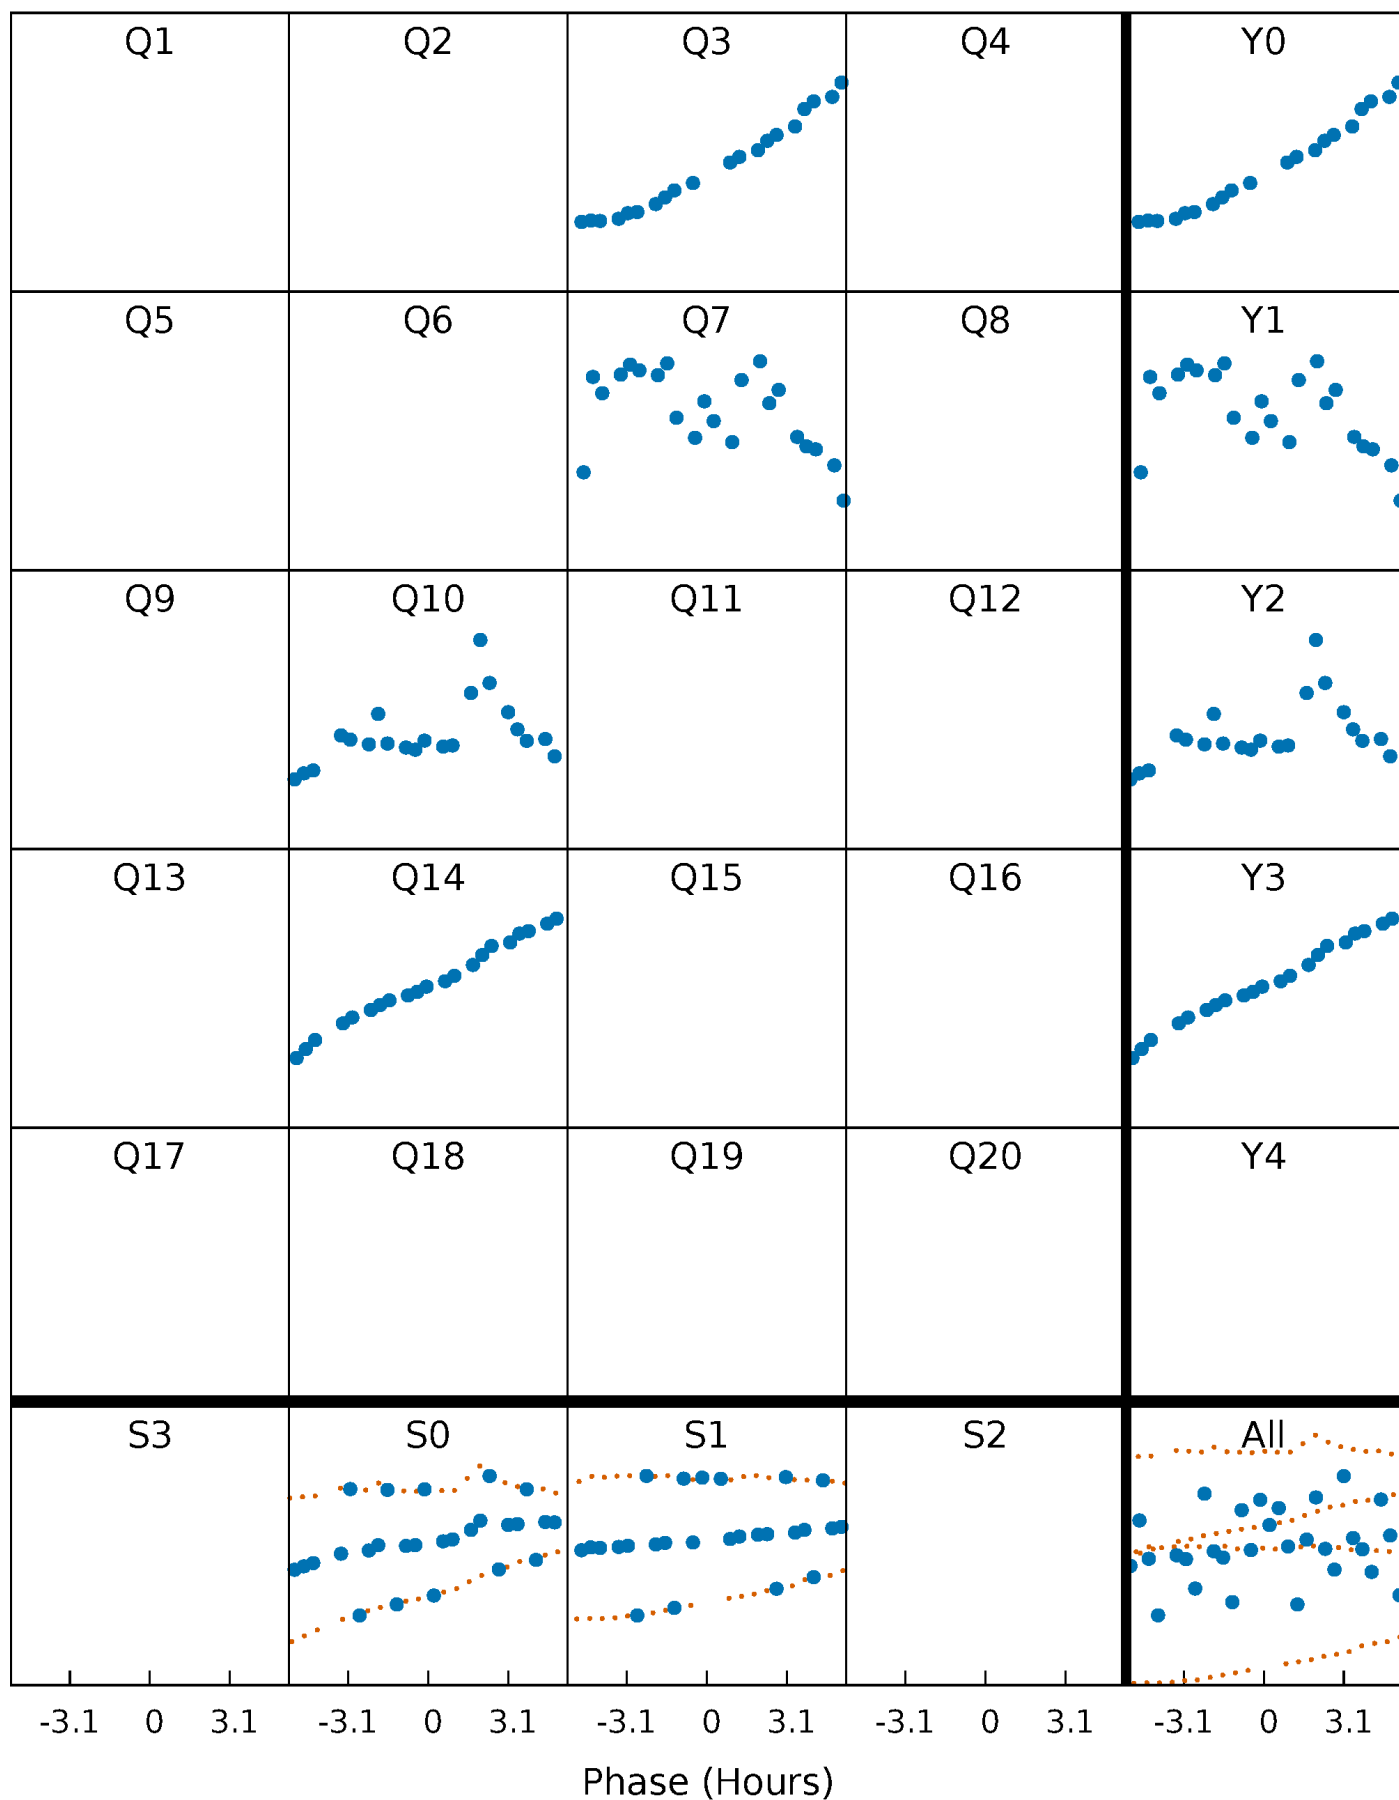 Q1 Q2 Q3 Q4 Y0
Q5 Q6 Q7 Q8 Y1
Q9 Q10 Q11 Q12 Y2
Q13 Q14 Q15 Q16 Y3
Q17 Q18 Q19 Q20 Y4
S3 S0 S1 S2 All
-3.1 0 3.1 -3.1 0 3.1 -3.1 0 3.1 -3.1 0 3.1 -3.1 0 3.1
Phase (Hours)